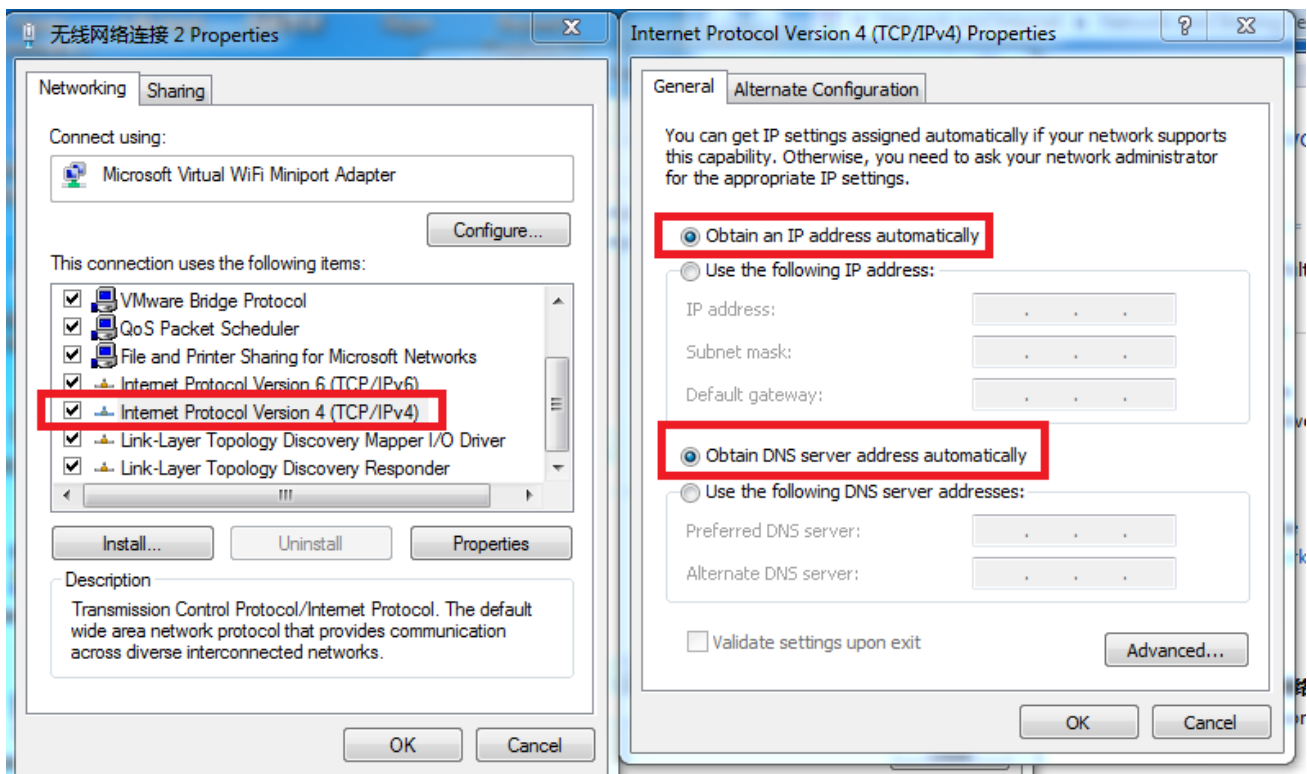 无线网络连接 2 Properties
Networking
Sharing
Connect using:
Microsoft Virtual WiFi Miniport Adapter
Configure...
This connection uses the following items:
VMware Bridge Protocol
QoS Packet Scheduler
File and Printer Sharing for Microsoft Networks
Internet Protocol Version 6 (TCP/IPv6)
Internet Protocol Version 4 (TCP/IPv4)
Link-Layer Topology Discovery Mapper I/O Driver
Link-Layer Topology Discovery Responder
Install...
Uninstall
Properties
Description
Transmission Control Protocol/Internet Protocol. The default
wide area network protocol that provides communication
across diverse interconnected networks.
OK
Cancel
Internet Protocol Version 4 (TCP/IPv4) Properties
General
Alternate Configuration
You can get IP settings assigned automatically if your network supports
this capability. Otherwise, you need to ask your network administrator
for the appropriate IP settings.
Obtain an IP address automatically
Use the following IP address:
IP address:
Subnet mask:
Default gateway:
Obtain DNS server address automatically
Use the following DNS server addresses:
Preferred DNS server:
Alternate DNS server:
Validate settings upon exit
Advanced...
OK
Cancel